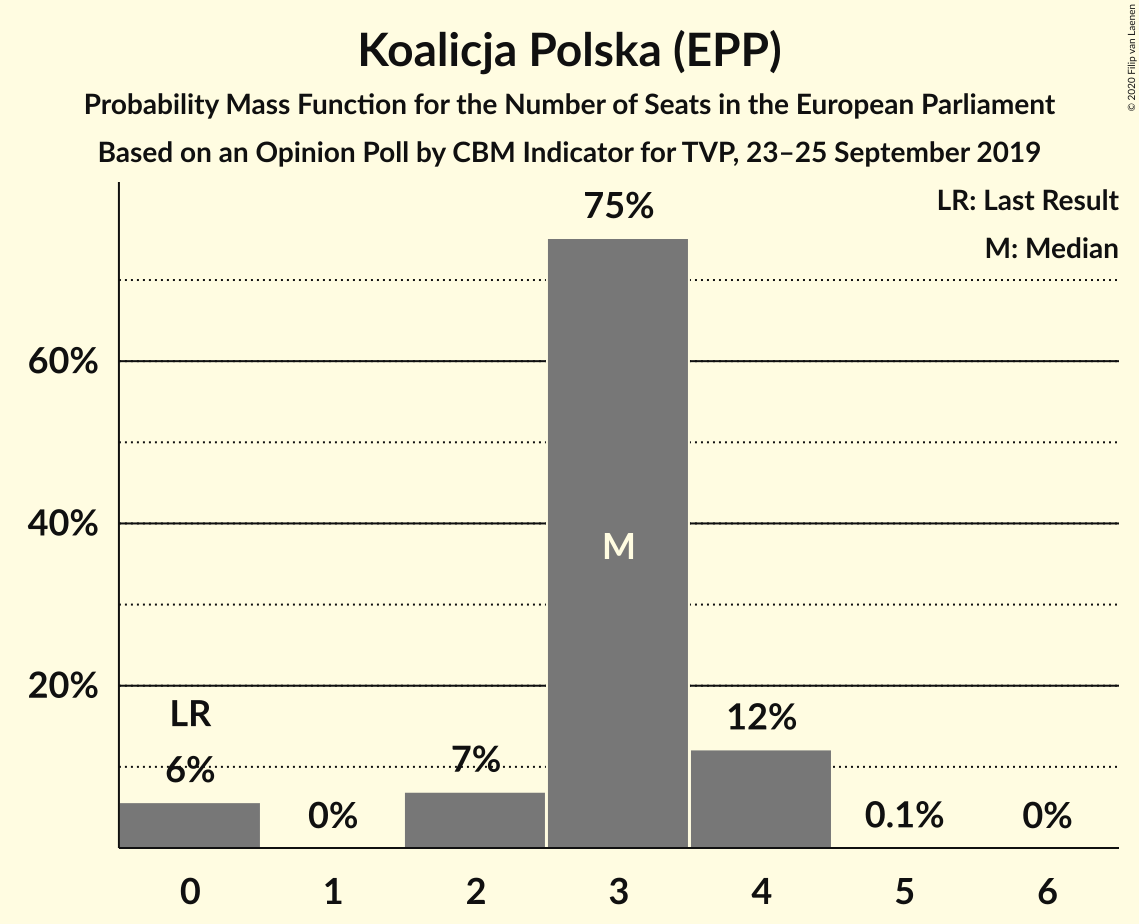 Koalicja Polska (EPP)
Probability Mass Function for the Number of Seats in the European Parliament
Based on an Opinion Poll by CBM Indicator for TVP, 23–25 September 2019
© 2020 Filip van Laenen
LR: Last Result
M: Median
75%
60%
40%
M
20%
LR
12%
7%
6%
0%
0.1%
0%
0 1 2 3 4 5 6